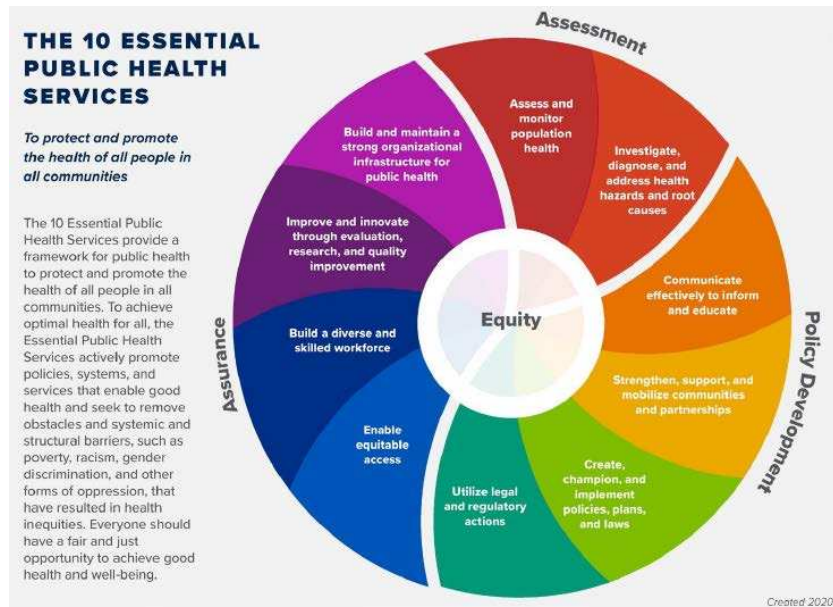 THE 10 ESSENTIAL
PUBLIC HEALTH
SERVICES
To protect and promote
the health of all people in
all communities
The 10 Essential Public
Health Services provide a
framework for public health
to protect and promote the
health of all people in all
communities. To achieve
optimal health for all, the
Essential Public Health
Services actively promote
policies, systems, and
services that enable good
health and seek to remove
obstacles and systemic and
structural barriers, such as
poverty, racism, gender
discrimination, and other
forms of oppression, that
have resulted in health
inequities. Everyone should
have a fair and just
opportunity to achieve good
health and well-being.
Assessment
Assess and
monitor
population
health
Investigate,
diagnose, and
address health
hazards and root
causes
Policy Development
Communicate
effectively to inform
and educate
Strengthen, support, and
mobilize communities
and partnerships
Create,
champion, and
implement
policies, plans,
and laws
Utilize legal
and regulatory
actions
Assurance
Enable
equitable
access
Build a diverse and
skilled workforce
Improve and innovate
through evaluation,
research, and quality
improvement
Build and maintain a
strong organizational
infrastructure for
public health
Equity
Created 2020